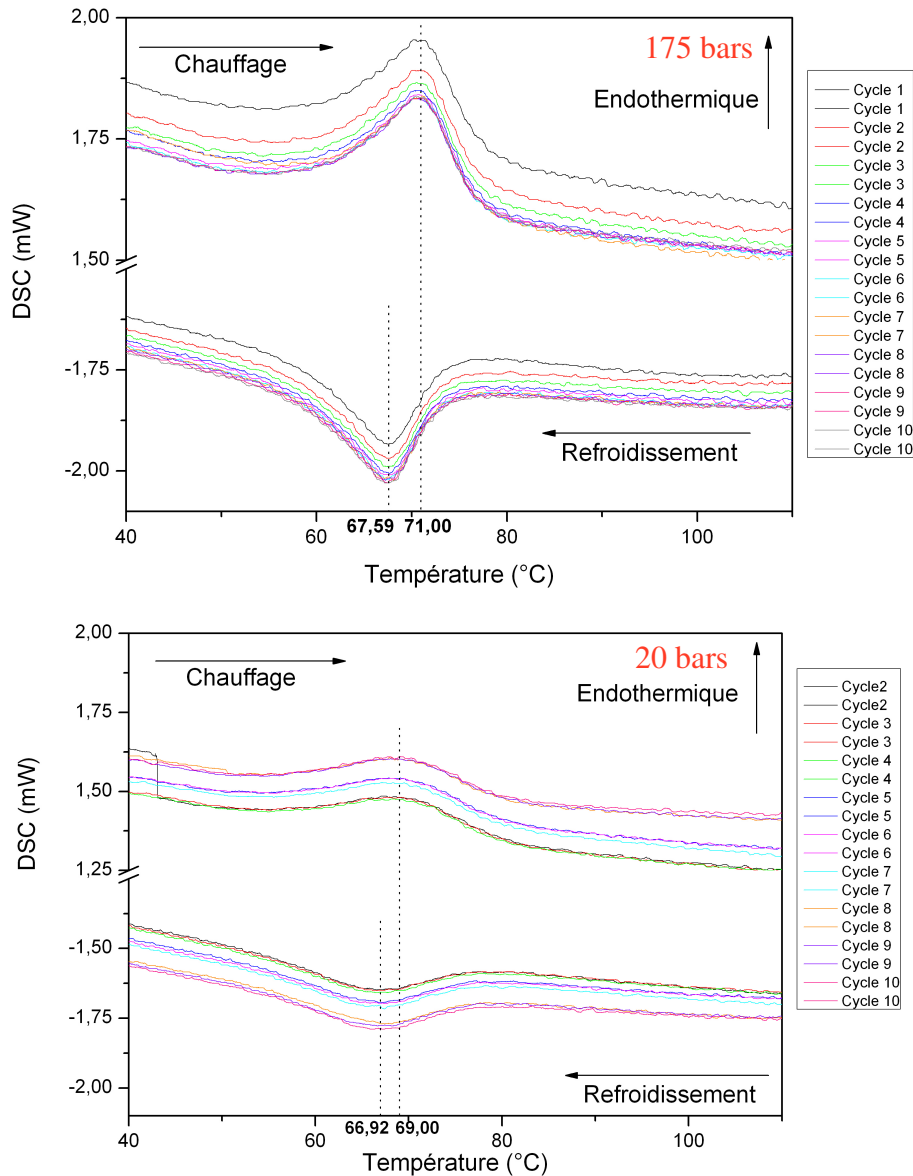 2,00
1,75
1,50
-1,75
-2,00
DSC (mW)
Chauffage
175 bars
Endothermique
Refroidissement
67,59 71,00
40 60 80 100
Température (°C)
Cycle 1
Cycle 1
Cycle 2
Cycle 2
Cycle 3
Cycle 3
Cycle 4
Cycle 4
Cycle 5
Cycle 5
Cycle 6
Cycle 6
Cycle 7
Cycle 7
Cycle 8
Cycle 8
Cycle 9
Cycle 9
Cycle 10
Cycle 10
2,00
1,75
1,50
1,25
-1,50
-1,75
-2,00
DSC (mW)
Chauffage
20 bars
Endothermique
Refroidissement
66,92 69,00
40 60 80 100
Température (°C)
Cycle2
Cycle2
Cycle 3
Cycle 3
Cycle 4
Cycle 4
Cycle 5
Cycle 5
Cycle 6
Cycle 6
Cycle 7
Cycle 7
Cycle 8
Cycle 8
Cycle 9
Cycle 9
Cycle 10
Cycle 10